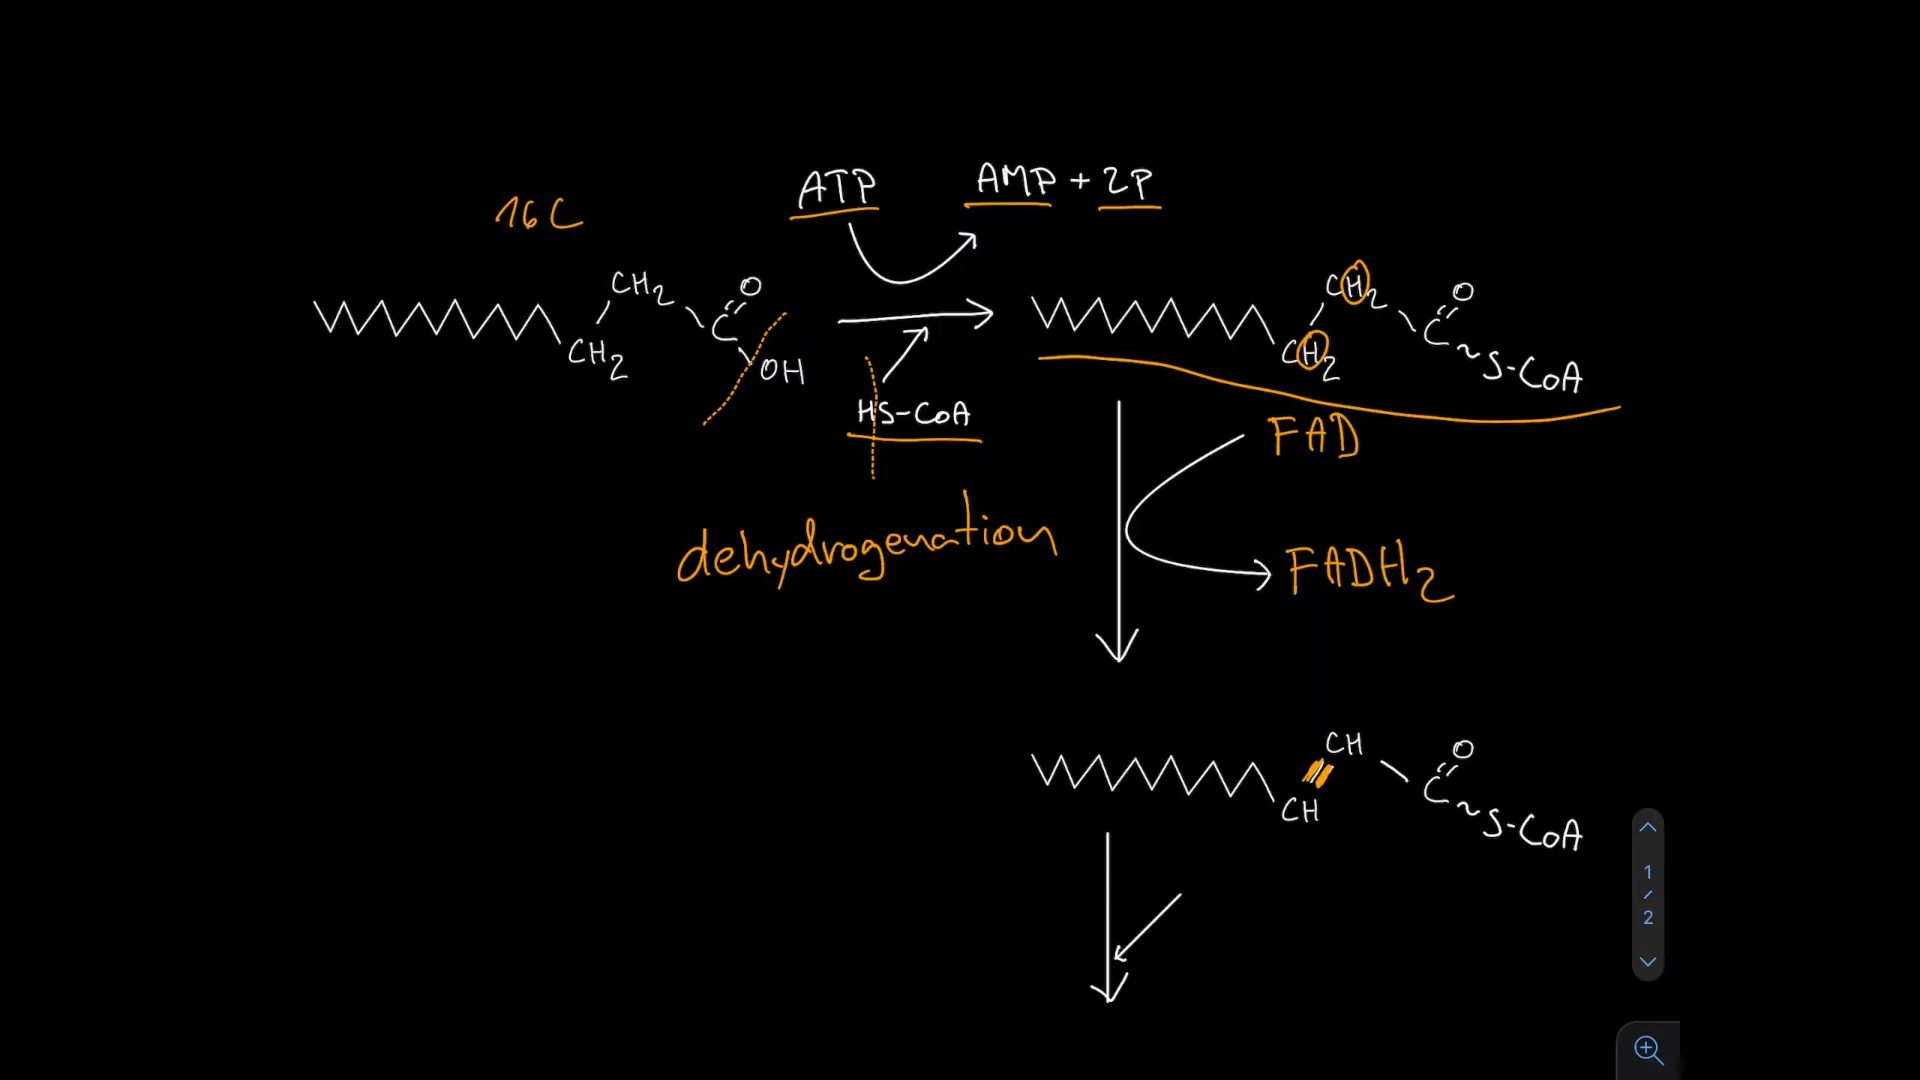 16C
ATP
AMP + 2P
CH2
CH2
C
O
OH
HS-CoA
CH2
CH2
C
O
S-CoA
FAD
dehydrogenation
FADH2
CH
CH
C
O
S-CoA
1
/
2